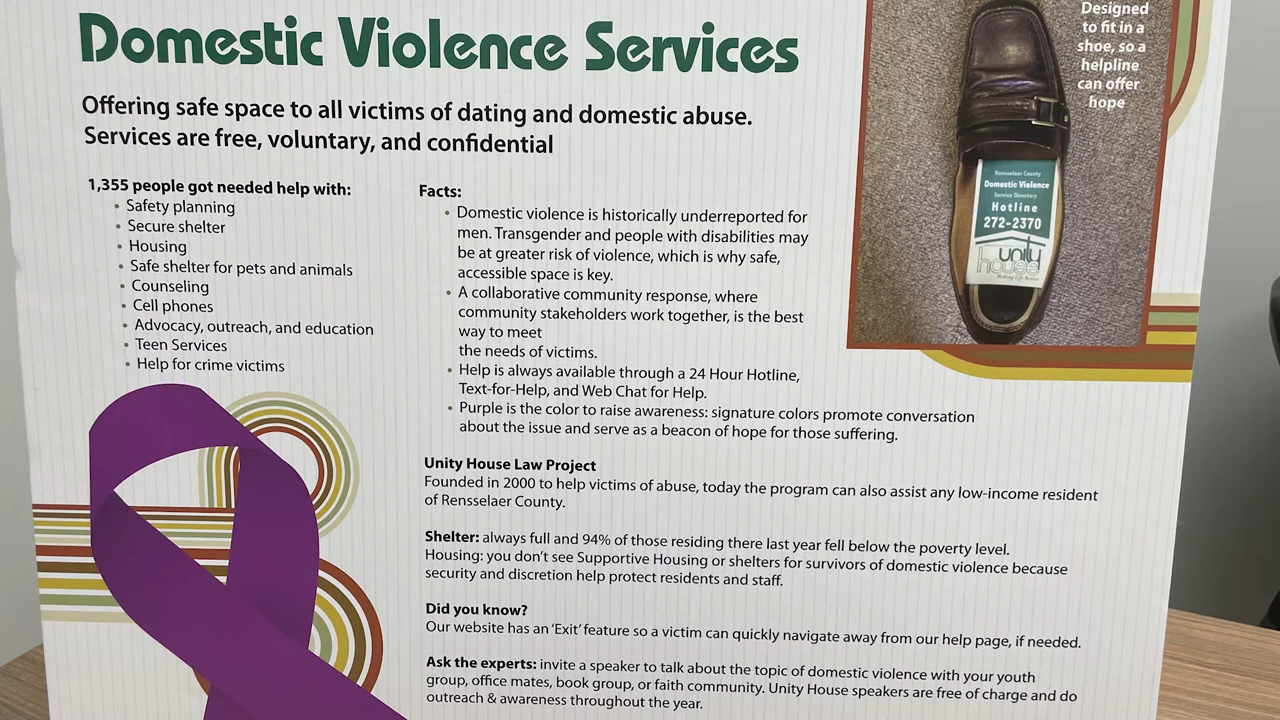 Domestic Violence Services
Offering safe space to all victims of dating and domestic abuse.
Services are free, voluntary, and confidential
1,355 people got needed help with:
• Safety planning
• Secure shelter
• Housing
• Safe shelter for pets and animals
• Counseling
• Cell phones
• Advocacy, outreach, and education
• Teen Services
• Help for crime victims
Facts:
• Domestic violence is historically underreported for
men. Transgender and people with disabilities may
be at greater risk of violence, which is why safe,
accessible space is key.
• A collaborative community response, where
community stakeholders work together, is the best
way to meet
the needs of victims.
• Help is always available through a 24 Hour Hotline,
Text-for-Help, and Web Chat for Help.
• Purple is the color to raise awareness: signature colors promote conversation
about the issue and serve as a beacon of hope for those suffering.
Unity House Law Project
Founded in 2000 to help victims of abuse, today the program can also assist any low-income resident
of Rensselaer County.
Shelter: always full and 94% of those residing there last year fell below the poverty level.
Housing: you don't see Supportive Housing or shelters for survivors of domestic violence because
security and discretion help protect residents and staff.
Did you know?
Our website has an 'Exit' feature so a victim can quickly navigate away from our help page, if needed.
Ask the experts: invite a speaker to talk about the topic of domestic violence with your youth
group, office mates, book group, or faith community. Unity House speakers are free of charge and do
outreach & awareness throughout the year.
Designed
to fit in a
shoe, so a
helpline
can offer
hope
Rensselaer County
Domestic Violence
Service Directory
Hotline
272-2370
unity
house
Making Life Better